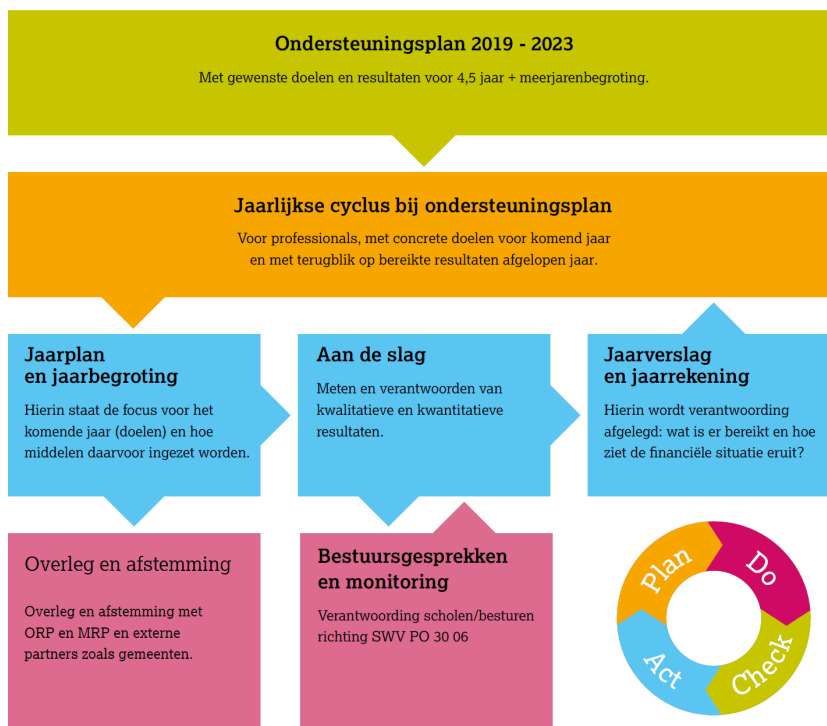 Ondersteuningsplan 2019 - 2023
Met gewenste doelen en resultaten voor 4,5 jaar + meerjarenbegroting.
Jaarlijkse cyclus bij ondersteuningsplan
Voor professionals, met concrete doelen voor komend jaar
en met terugblik op bereikte resultaten afgelopen jaar.
Jaarplan
en jaarbegroting
Hierin staat de focus voor het
komende jaar (doelen) en hoe
middelen daarvoor ingezet worden.
Aan de slag
Meten en verantwoorden van
kwalitatieve en kwantitatieve
resultaten.
Jaarverslag
en jaarrekening
Hierin wordt verantwoording
afgelegd: wat is er bereikt en hoe
ziet de financiële situatie eruit?
Overleg en afstemming
Overleg en afstemming met
ORP en MRP en externe
partners zoals gemeenten.
Bestuursgesprekken
en monitoring
Verantwoording scholen/besturen
richting SWV PO 30 06
Plan
Do
Check
Act